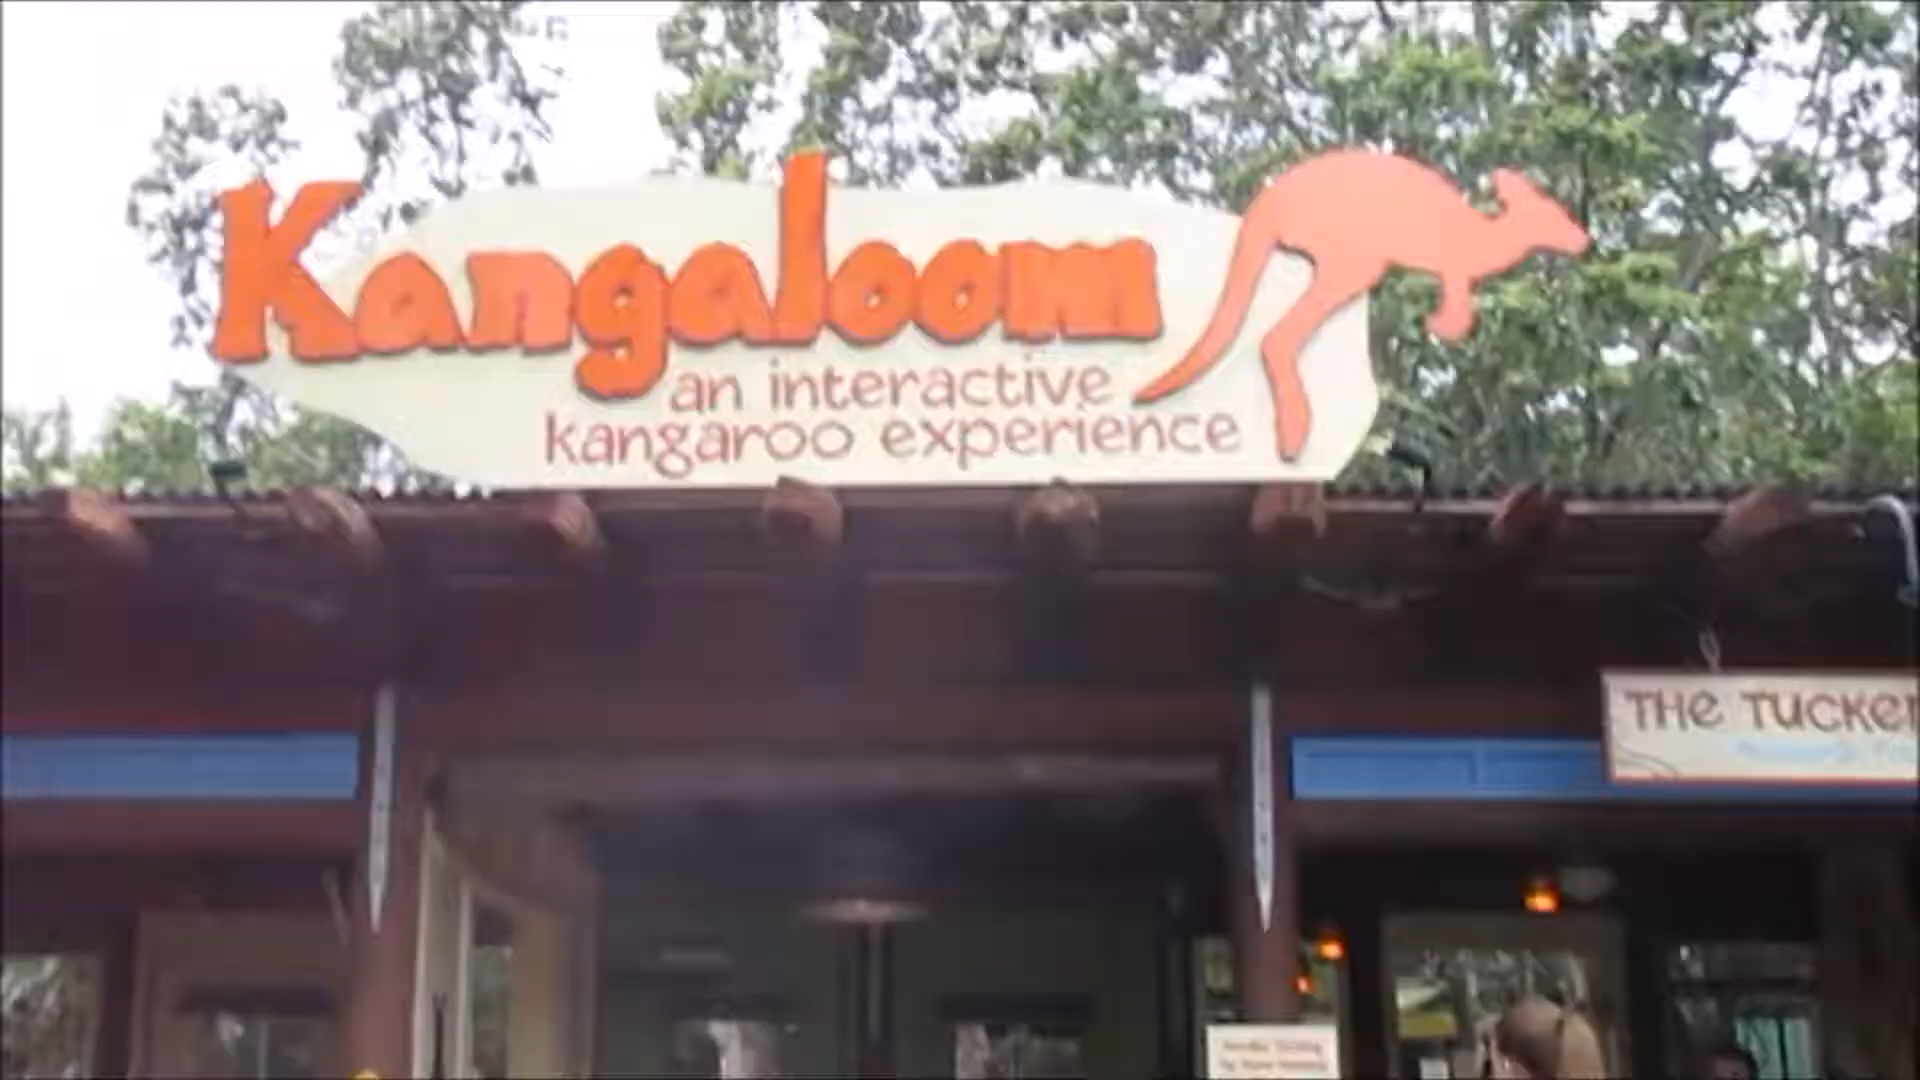 Kangaloom
an interactive
kangaroo experience
THE TUCKER